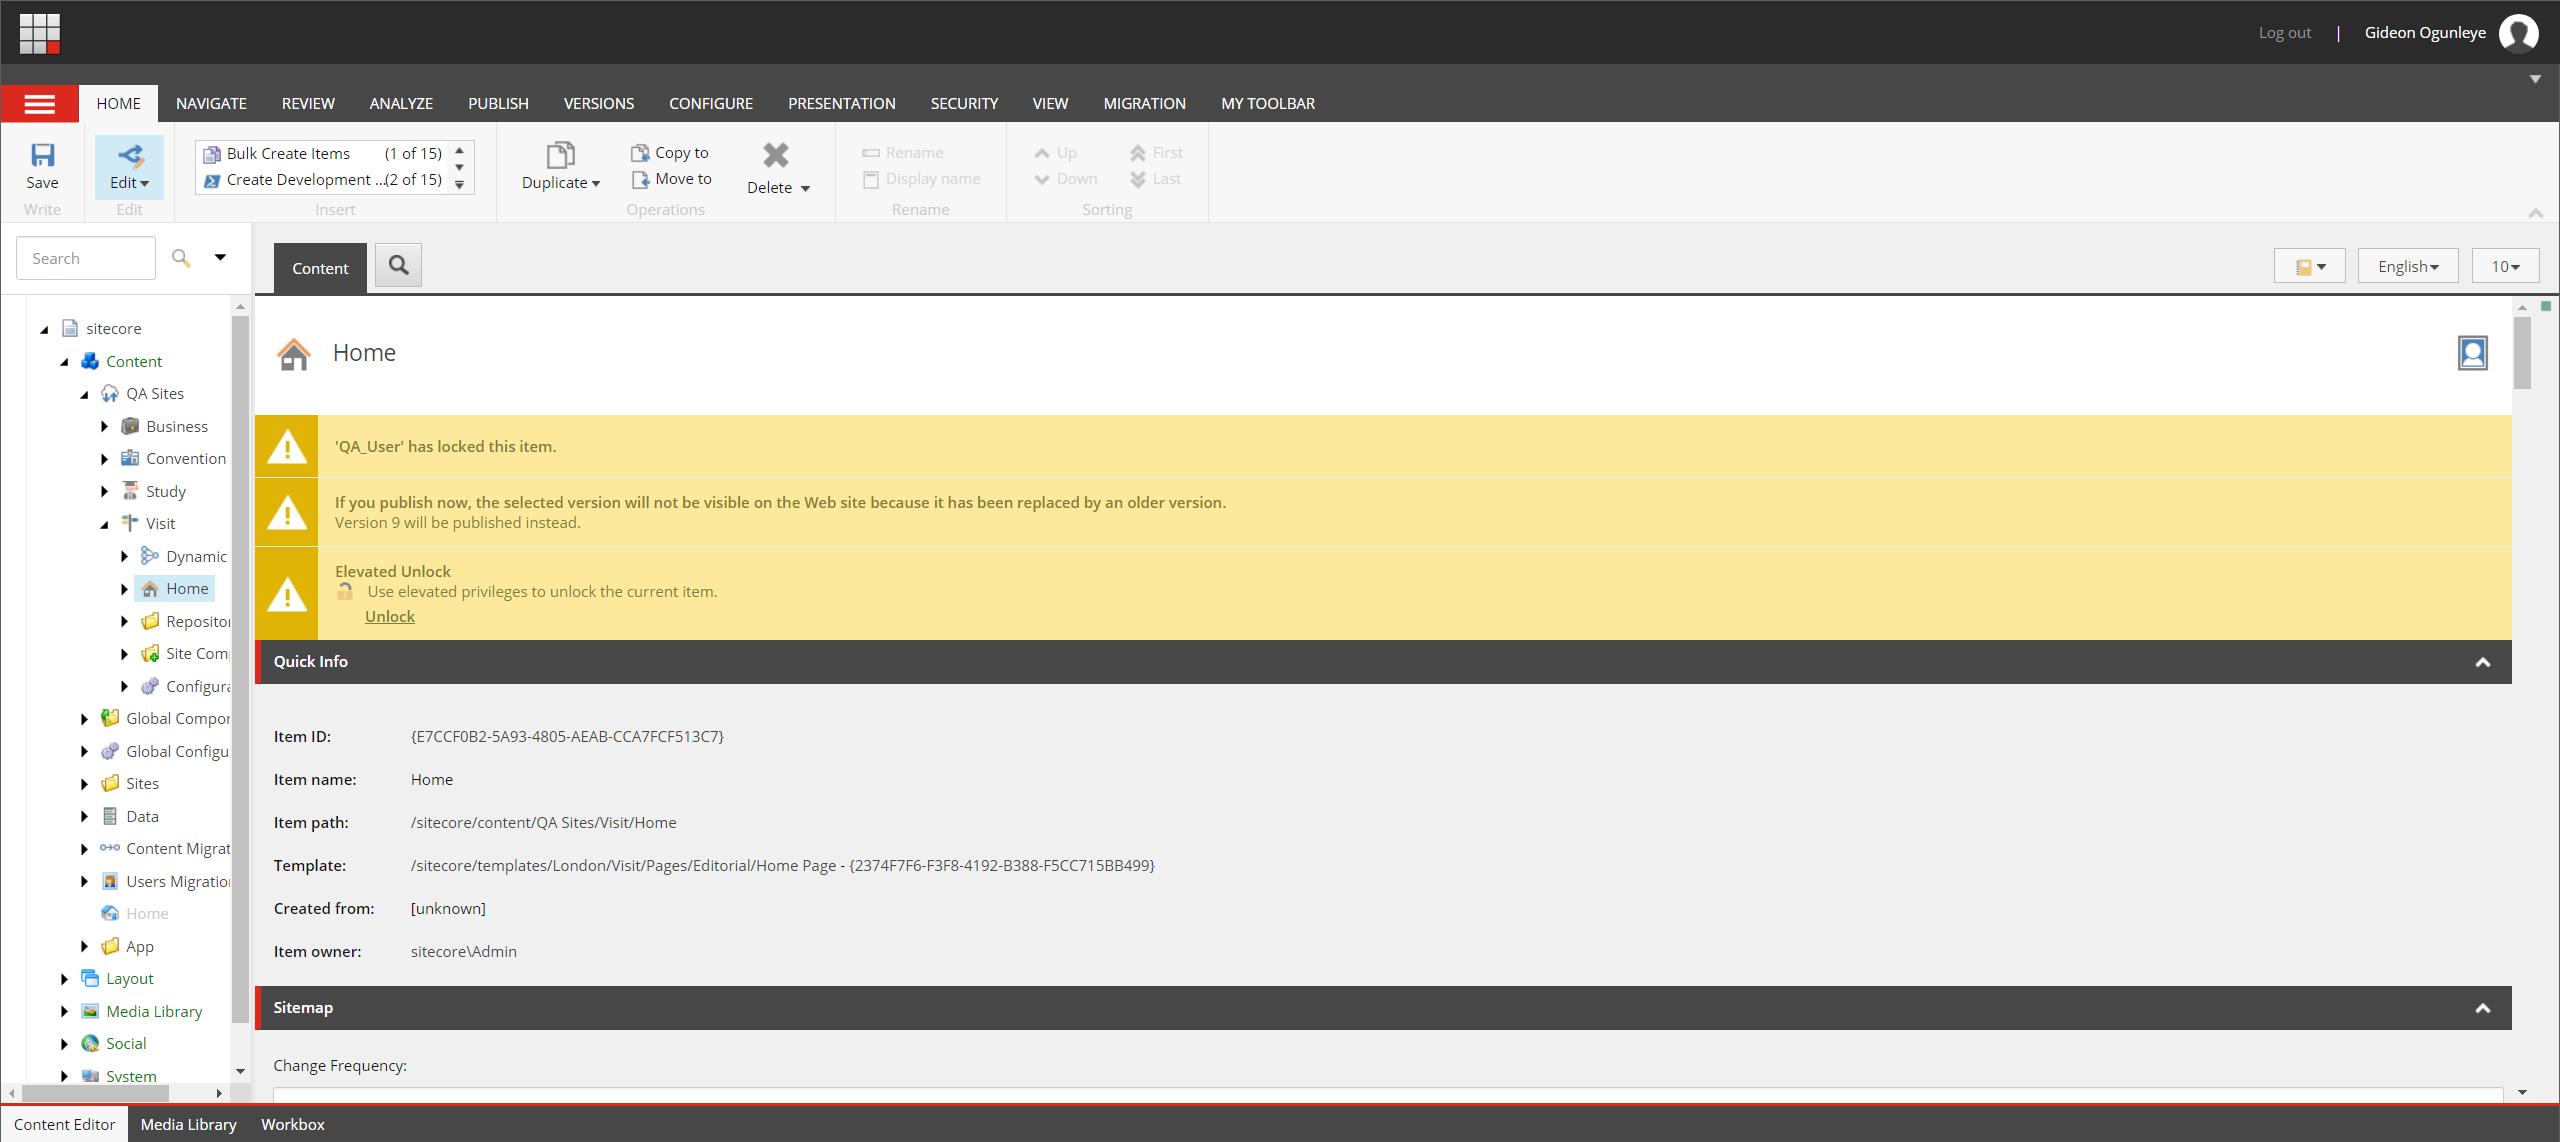 Log out | Gideon Ogunleye
HOME NAVIGATE REVIEW ANALYZE PUBLISH VERSIONS CONFIGURE PRESENTATION SECURITY VIEW MIGRATION MY TOOLBAR
Save
Write
Edit
Edit
Bulk Create Items (1 of 15)
Create Development ...(2 of 15)
Insert
Duplicate
Copy to
Move to
Delete
Operations
Rename
Display name
Rename
Up
Down
First
Last
Sorting
Search
Content
English
10
sitecore
Content
QA Sites
Business
Convention
Study
Visit
Dynamic
Home
Reposito
Site Com
Configura
Global Compo
Global Configu
Sites
Data
Content Migrat
Users Migratio
Home
App
Layout
Media Library
Social
System
Home
'QA_User' has locked this item.
If you publish now, the selected version will not be visible on the Web site because it has been replaced by an older version.
Version 9 will be published instead.
Elevated Unlock
Use elevated privileges to unlock the current item.
Unlock
Quick Info
Item ID: {E7CCF0B2-5A93-4805-AEAB-CCA7FCF513C7}
Item name: Home
Item path: /sitecore/content/QA Sites/Visit/Home
Template: /sitecore/templates/London/Visit/Pages/Editorial/Home Page - {2374F7F6-F3F8-4192-B388-F5CC715BB499}
Created from: [unknown]
Item owner: sitecore\Admin
Sitemap
Change Frequency:
Content Editor Media Library Workbox